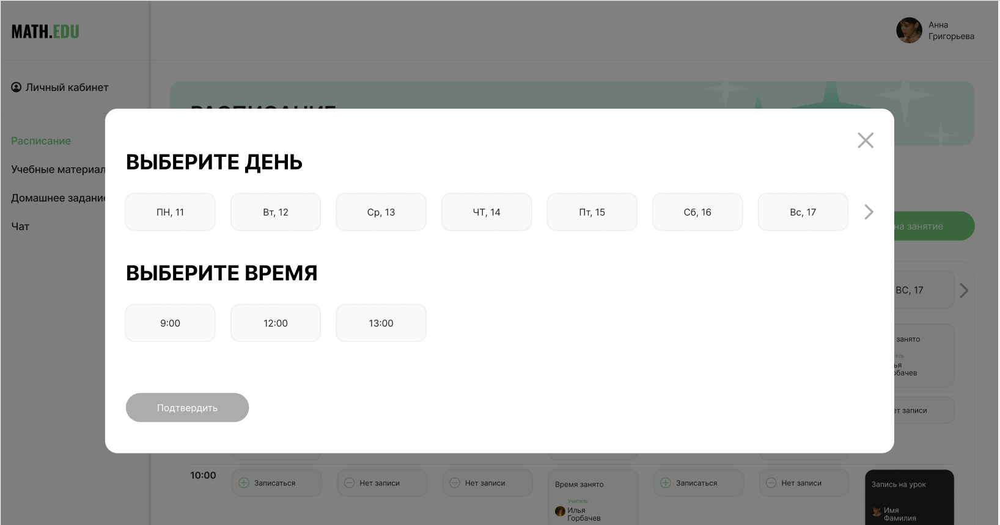 MATH.EDU
Анна
Григорьева
Личный кабинет
РАСПИСАНИЕ
Расписание
Учебные материал
Домашнее задание
Чат
ВЫБЕРИТЕ ДЕНЬ
ПН, 11
Вт, 12
Ср, 13
ЧТ, 14
Пт, 15
Сб, 16
Вс, 17
на занятие
ВЫБЕРИТЕ ВРЕМЯ
9:00
12:00
13:00
ВС, 17
занято
Подтвердить
ет записи
10:00
Записаться
Нет записи
Нет записи
Время занято
Учитель
Илья
Горбачев
Записаться
Нет записи
Запись на урок
Имя
Фамилия